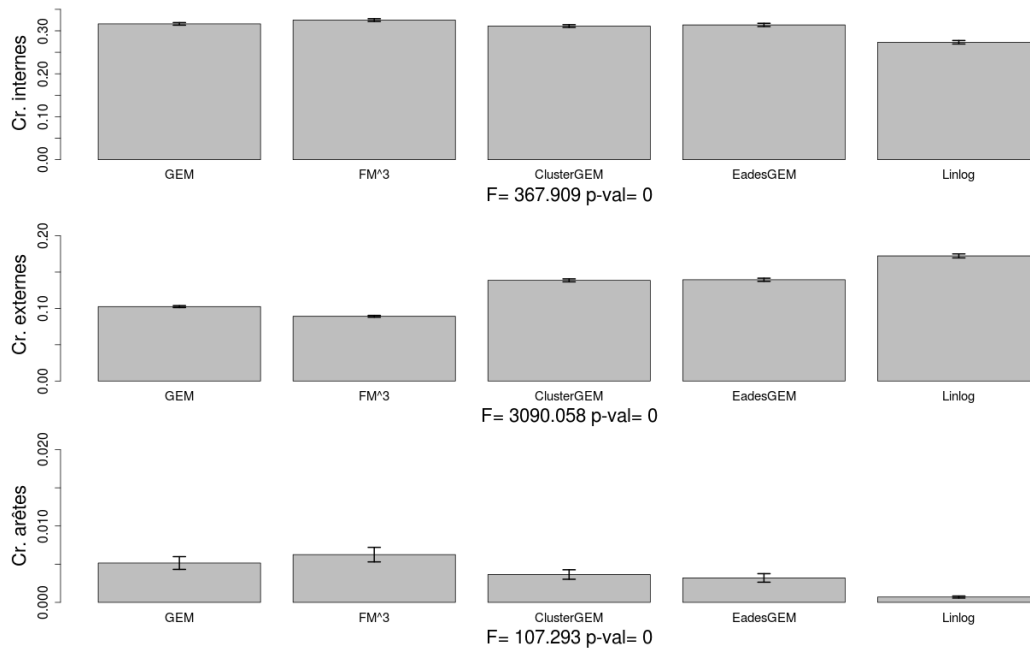 Cr. internes
0.00 0.10 0.20 0.30
GEM FM^3 ClusterGEM EadesGEM Linlog
F= 367.909 p-val= 0
Cr. externes
0.00 0.10 0.20
GEM FM^3 ClusterGEM EadesGEM Linlog
F= 3090.058 p-val= 0
Cr. arêtes
0.000 0.010 0.020
GEM FM^3 ClusterGEM EadesGEM Linlog
F= 107.293 p-val= 0